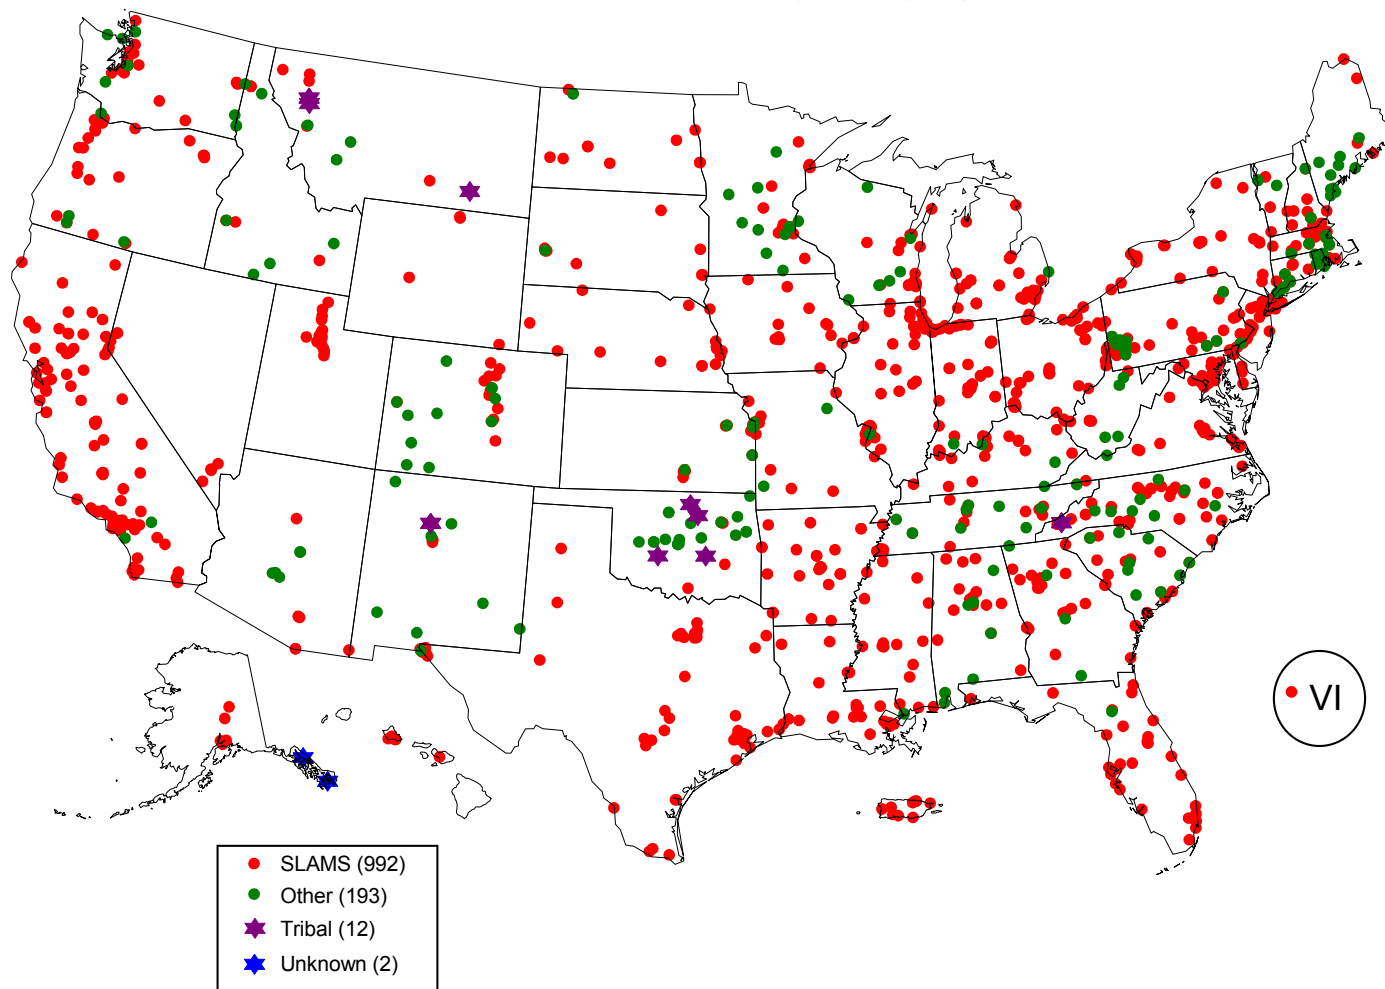 VI
SLAMS (992)
Other (193)
Tribal (12)
Unknown (2)